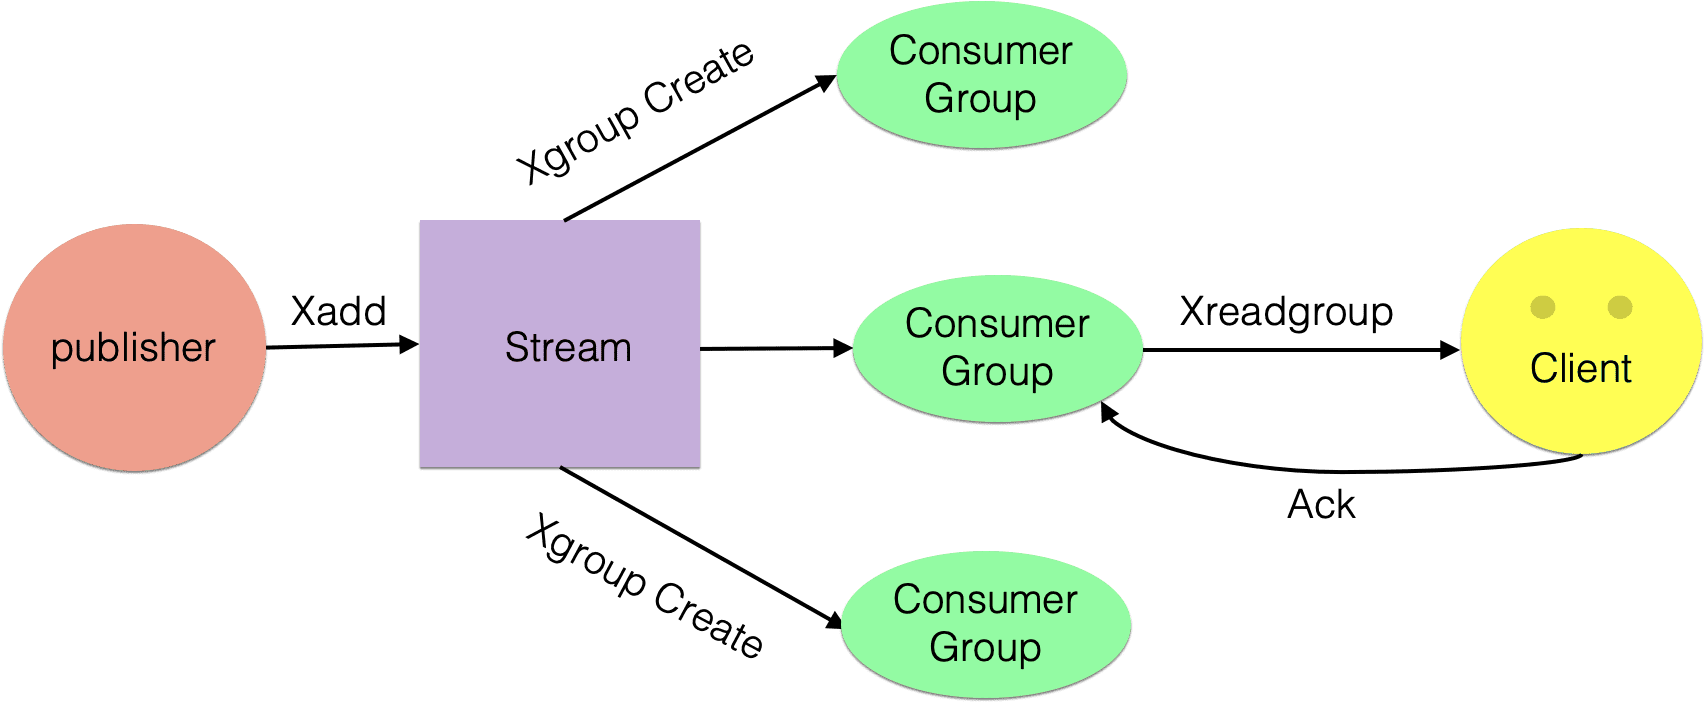 Consumer
Group
Xgroup Create
publisher
Xadd
Stream
Consumer
Group
Xreadgroup
Client
Ack
Xgroup Create
Consumer
Group